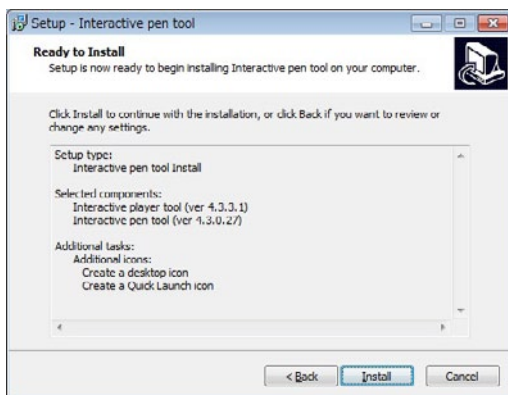 Setup - Interactive pen tool
Ready to Install
Setup is now ready to begin installing Interactive pen tool on your computer.
Click Install to continue with the installation, or click Back if you want to review or
change any settings.
Setup type:
Interactive pen tool Install
Selected components:
Interactive player tool (ver 4.3.3.1)
Interactive pen tool (ver 4.3.0.27)
Additional tasks:
Additional icons:
Create a desktop icon
Create a Quick Launch icon
< Back Install Cancel